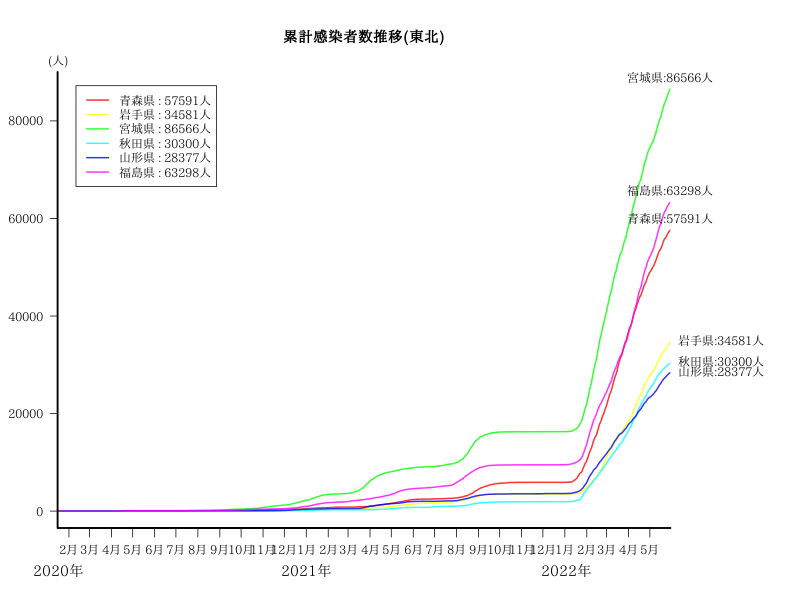 累計感染者数推移(東北)
(人)
宮城県:86566人
青森県 : 57591人
岩手県 : 34581人
宮城県 : 86566人
秋田県 : 30300人
山形県 : 28377人
福島県 : 63298人
80000
福島県:63298人
60000
青森県:57591人
40000
岩手県:34581人
秋田県:30300人
山形県:28377人
20000
0
2月 3月 4月 5月 6月 7月 8月 9月 10月 11月 12月 1月 2月 3月 4月 5月 6月 7月 8月 9月 10月 11月 12月 1月 2月 3月 4月 5月
2020年 2021年 2022年